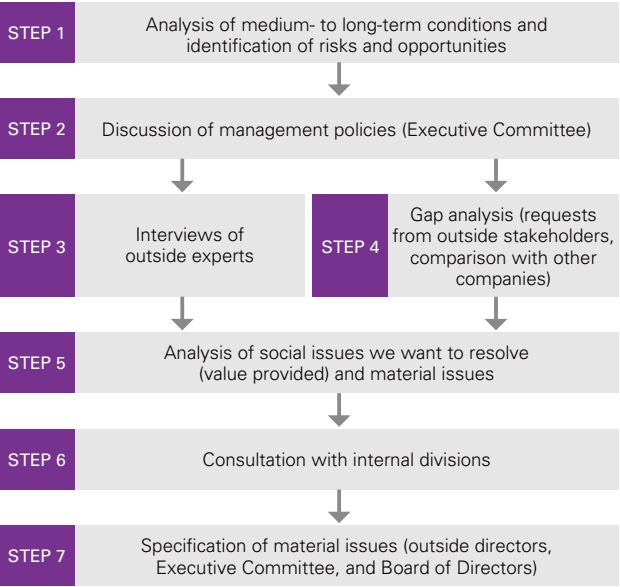 STEP 1
Analysis of medium- to long-term conditions and
identification of risks and opportunities
STEP 2
Discussion of management policies (Executive Committee)
STEP 3
Interviews of
outside experts
STEP 4
Gap analysis (requests
from outside stakeholders,
comparison with other
companies)
STEP 5
Analysis of social issues we want to resolve
(value provided) and material issues
STEP 6
Consultation with internal divisions
STEP 7
Specification of material issues (outside directors,
Executive Committee, and Board of Directors)